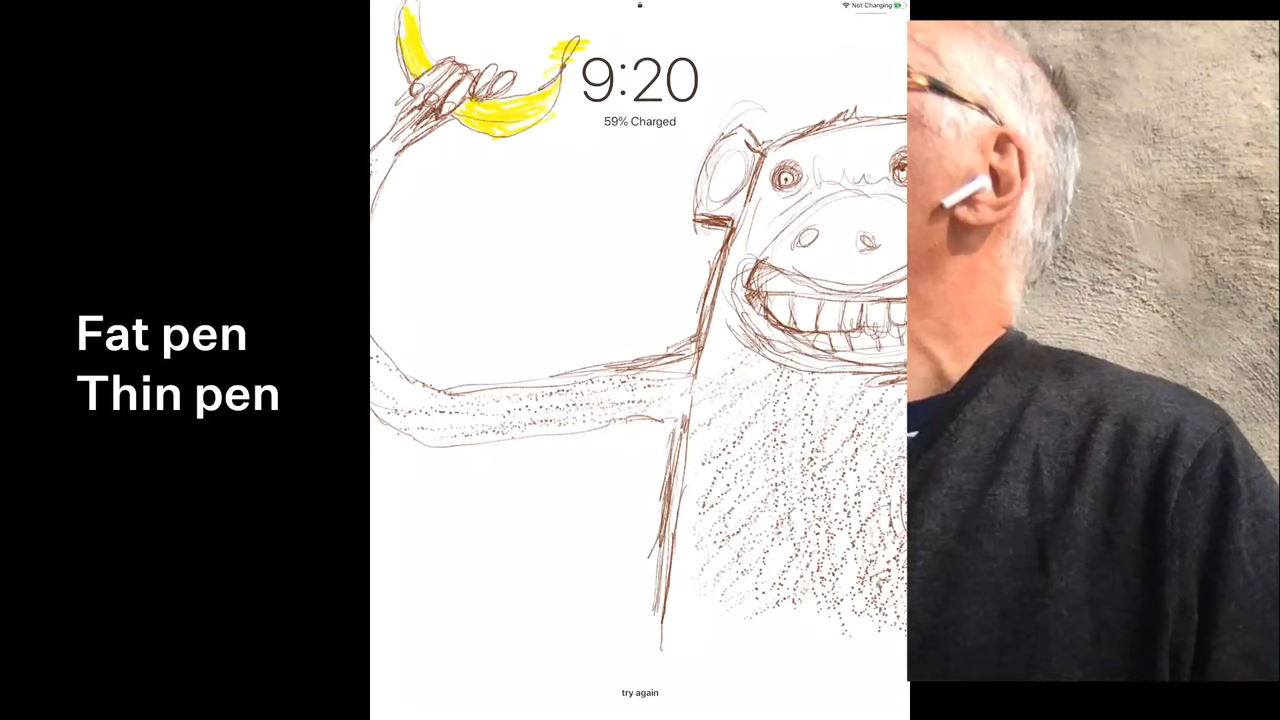 Not Charging
9:20
59% Charged
Fat pen
Thin pen
try again